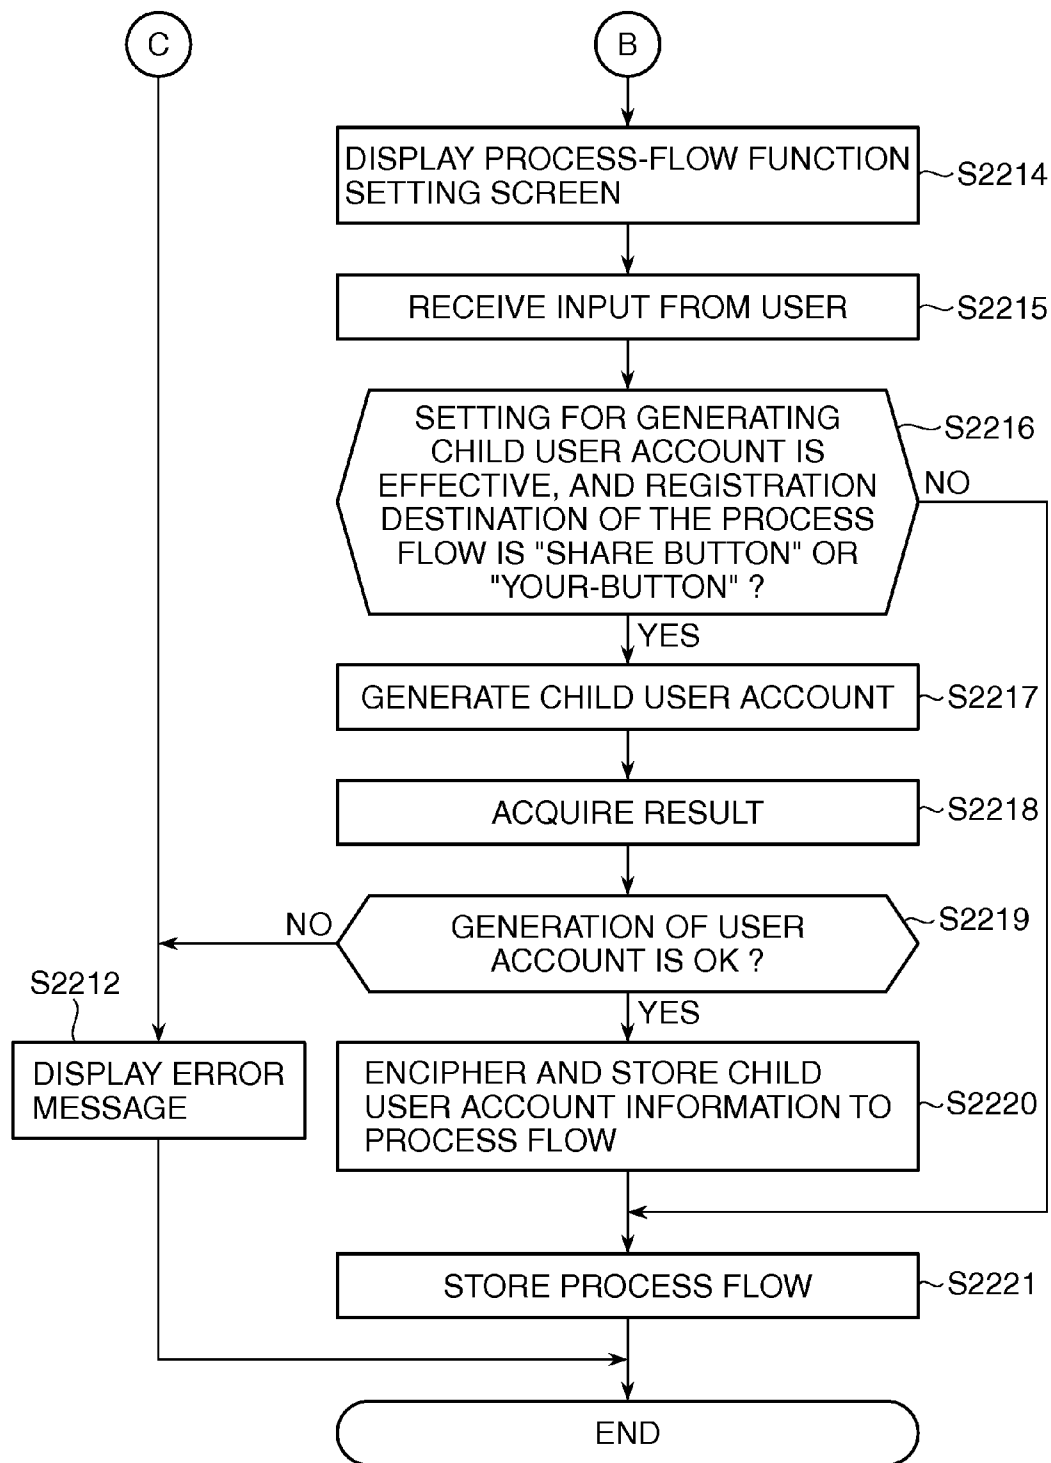 C
B
DISPLAY PROCESS-FLOW FUNCTION
SETTING SCREEN
S2214
RECEIVE INPUT FROM USER
S2215
SETTING FOR GENERATING
CHILD USER ACCOUNT IS
EFFECTIVE, AND REGISTRATION
DESTINATION OF THE PROCESS
FLOW IS "SHARE BUTTON" OR
"YOUR-BUTTON" ?
S2216
NO
YES
GENERATE CHILD USER ACCOUNT
S2217
ACQUIRE RESULT
S2218
GENERATION OF USER
ACCOUNT IS OK ?
S2219
NO
YES
S2212
DISPLAY ERROR
MESSAGE
ENCIPHER AND STORE CHILD
USER ACCOUNT INFORMATION TO
PROCESS FLOW
S2220
STORE PROCESS FLOW
S2221
END